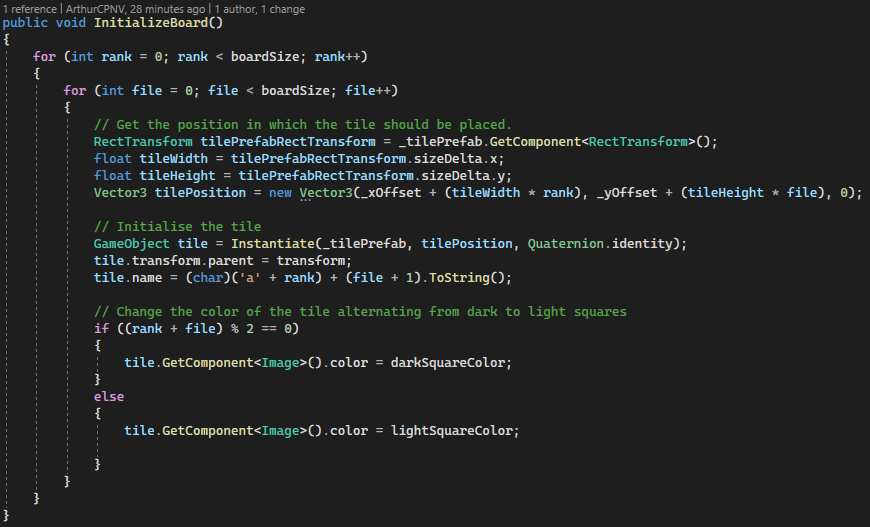 1 reference | ArthurCPNV, 28 minutes ago | 1 author, 1 change
public void InitializeBoard()
{
    for (int rank = 0; rank < boardSize; rank++)
    {
        for (int file = 0; file < boardSize; file++)
        {
            // Get the position in which the tile should be placed.
            RectTransform tilePrefabRectTransform = _tilePrefab.GetComponent<RectTransform>();
            float tileWidth = tilePrefabRectTransform.sizeDelta.x;
            float tileHeight = tilePrefabRectTransform.sizeDelta.y;
            Vector3 tilePosition = new Vector3(_xOffset + (tileWidth * rank), _yOffset + (tileHeight * file), 0);

            // Initialise the tile
            GameObject tile = Instantiate(_tilePrefab, tilePosition, Quaternion.identity);
            tile.transform.parent = transform;
            tile.name = (char)('a' + rank) + (file + 1).ToString();

            // Change the color of the tile alternating from dark to light squares
            if ((rank + file) % 2 == 0)
            {
                tile.GetComponent<Image>().color = darkSquareColor;
            }
            else
            {
                tile.GetComponent<Image>().color = lightSquareColor;

            }
        }
    }
}